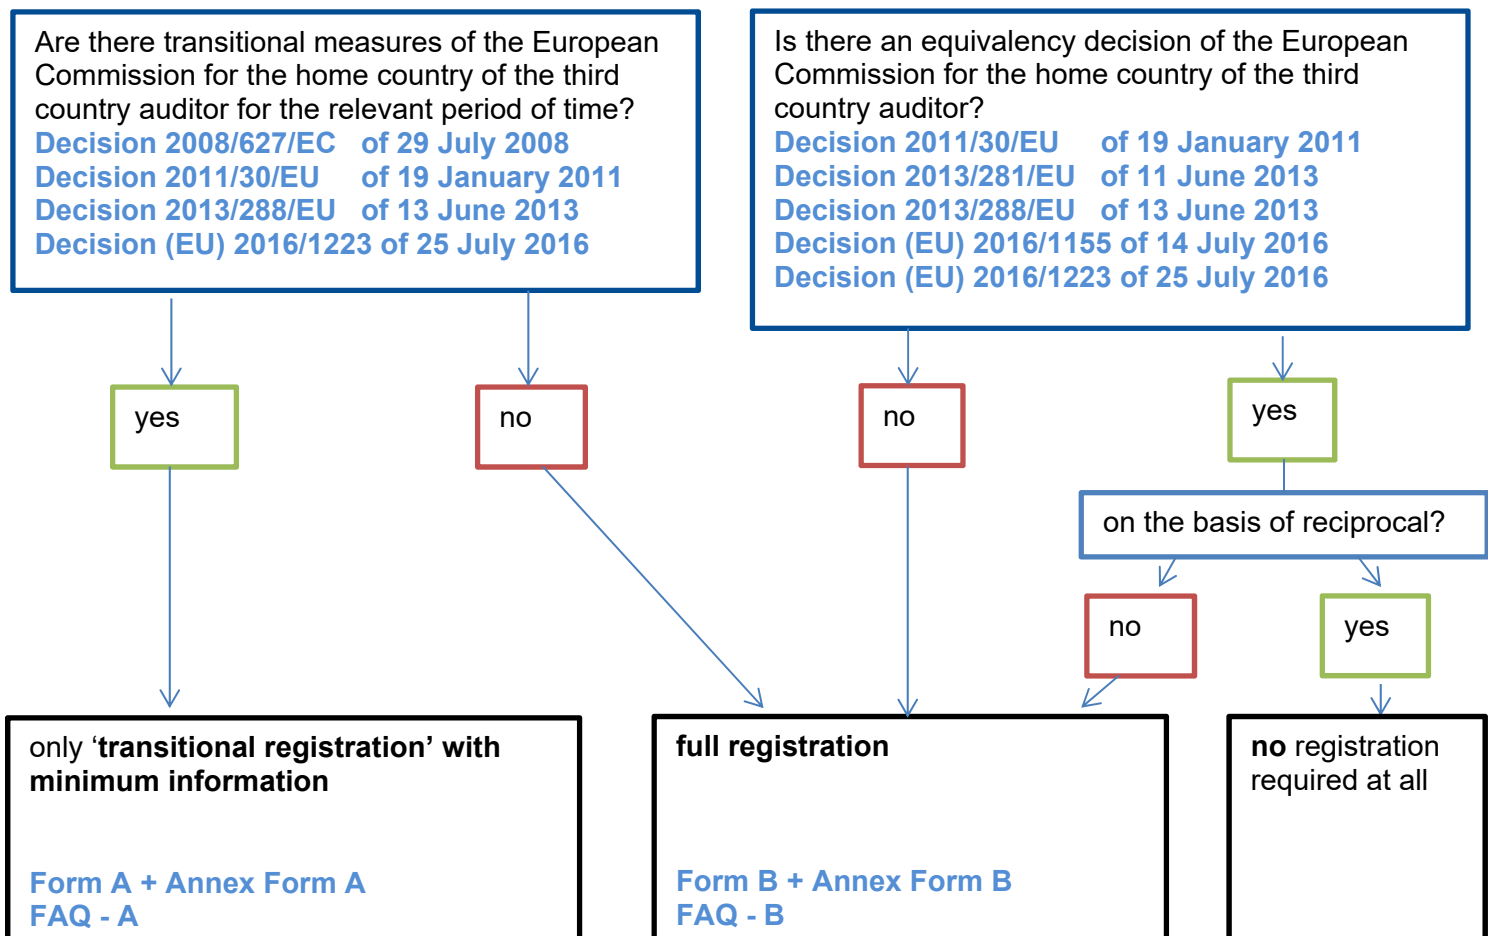 Are there transitional measures of the European
Commission for the home country of the third
country auditor for the relevant period of time?
Decision 2008/627/EC of 29 July 2008
Decision 2011/30/EU of 19 January 2011
Decision 2013/288/EU of 13 June 2013
Decision (EU) 2016/1223 of 25 July 2016
Is there an equivalency decision of the European
Commission for the home country of the third
country auditor?
Decision 2011/30/EU of 19 January 2011
Decision 2013/281/EU of 11 June 2013
Decision 2013/288/EU of 13 June 2013
Decision (EU) 2016/1155 of 14 July 2016
Decision (EU) 2016/1223 of 25 July 2016
yes
no
no
yes
on the basis of reciprocal?
no
yes
only ‘transitional registration’ with
minimum information
Form A + Annex Form A
FAQ - A
full registration
Form B + Annex Form B
FAQ - B
no registration
required at all